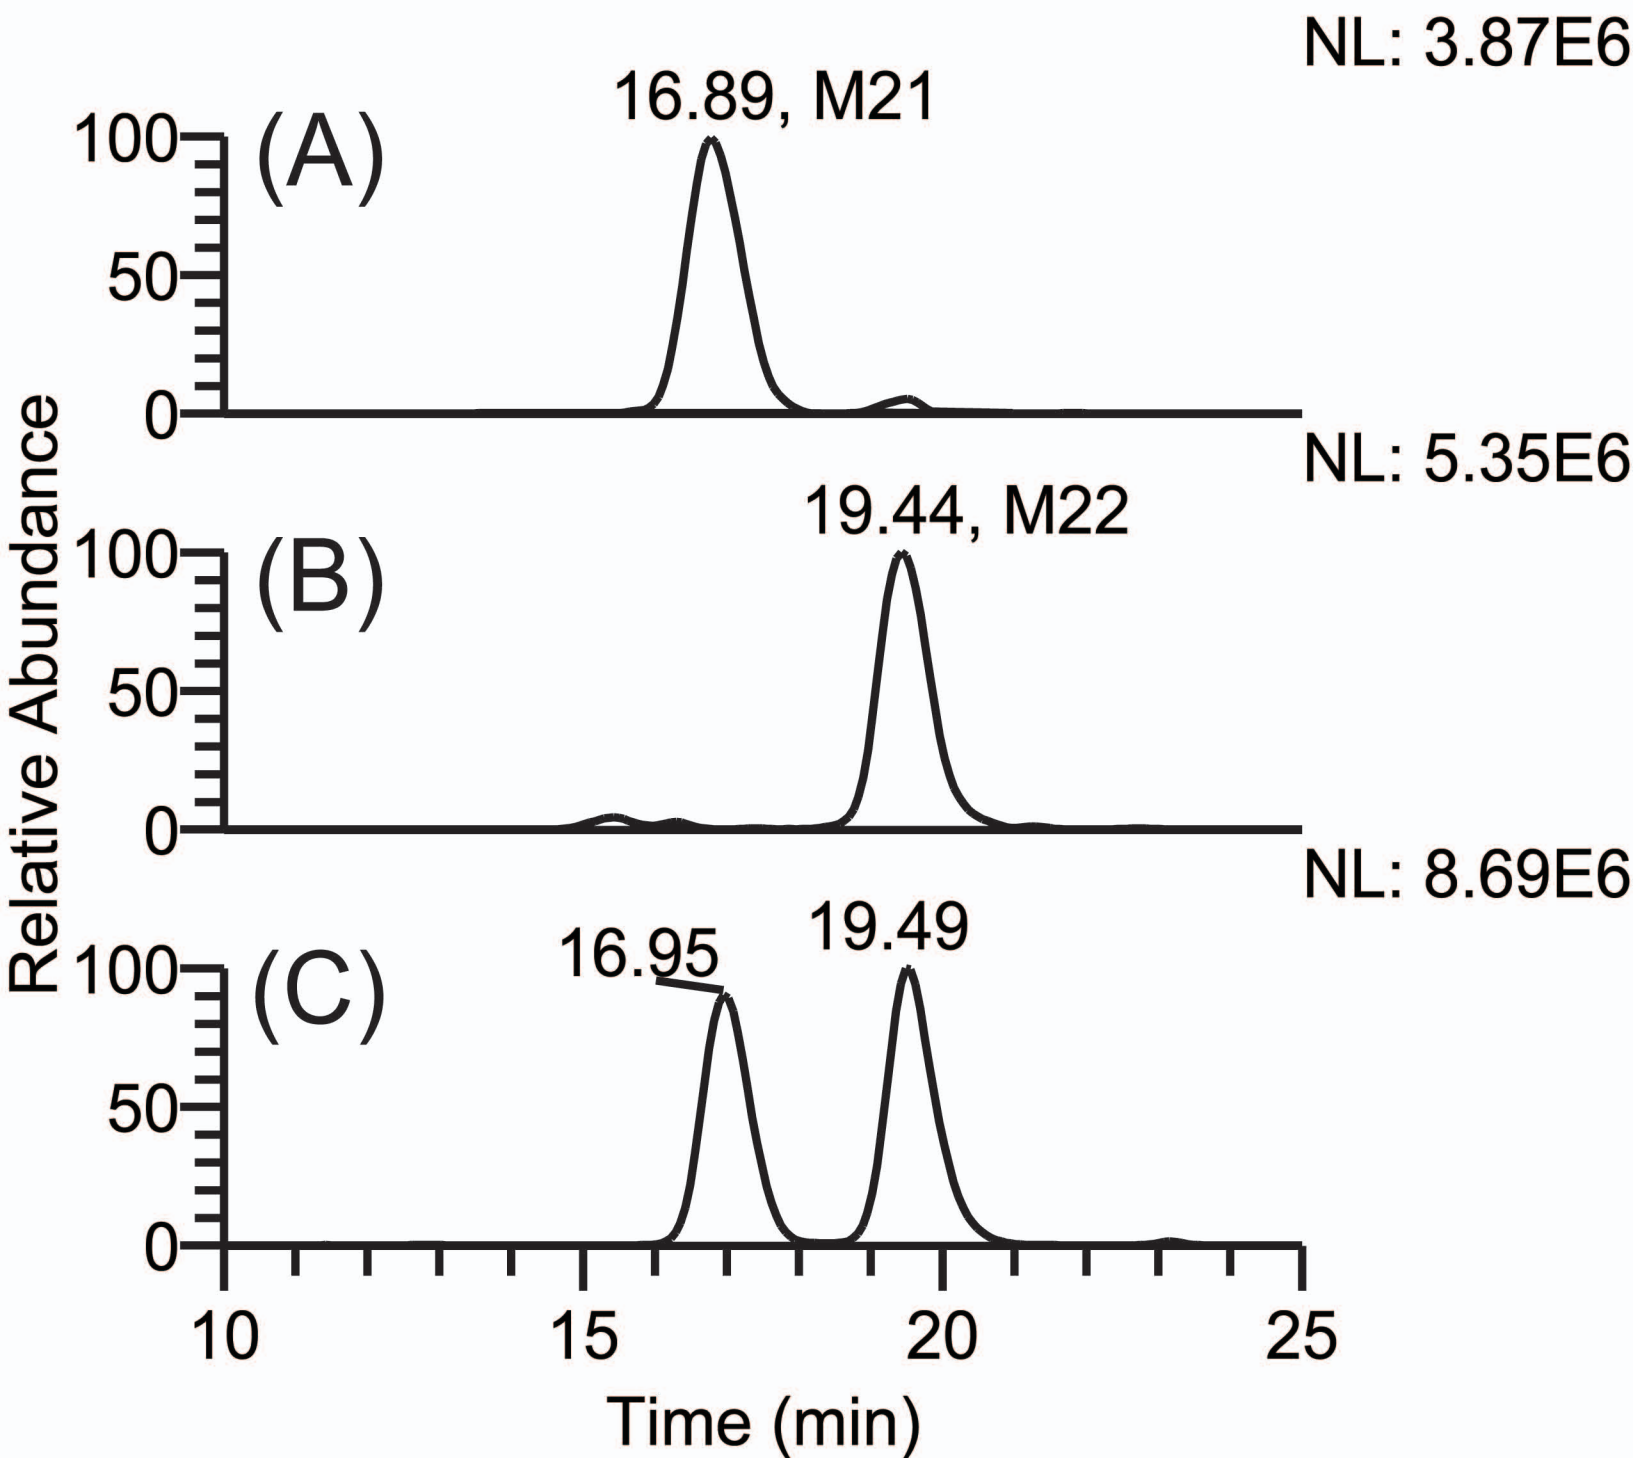 NL: 3.87E6
16.89, M21
(A)
100
50
0
NL: 5.35E6
19.44, M22
(B)
100
50
0
NL: 8.69E6
16.95
19.49
(C)
100
50
0
10 15 20 25
Time (min)
Relative Abundance